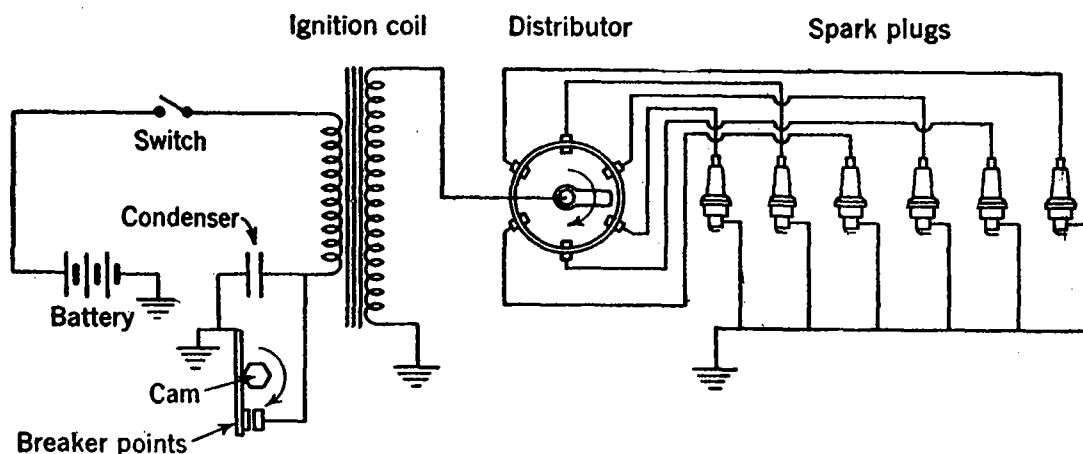 Ignition coil
Distributor
Spark plugs
Switch
Condenser
Battery
Cam
Breaker points